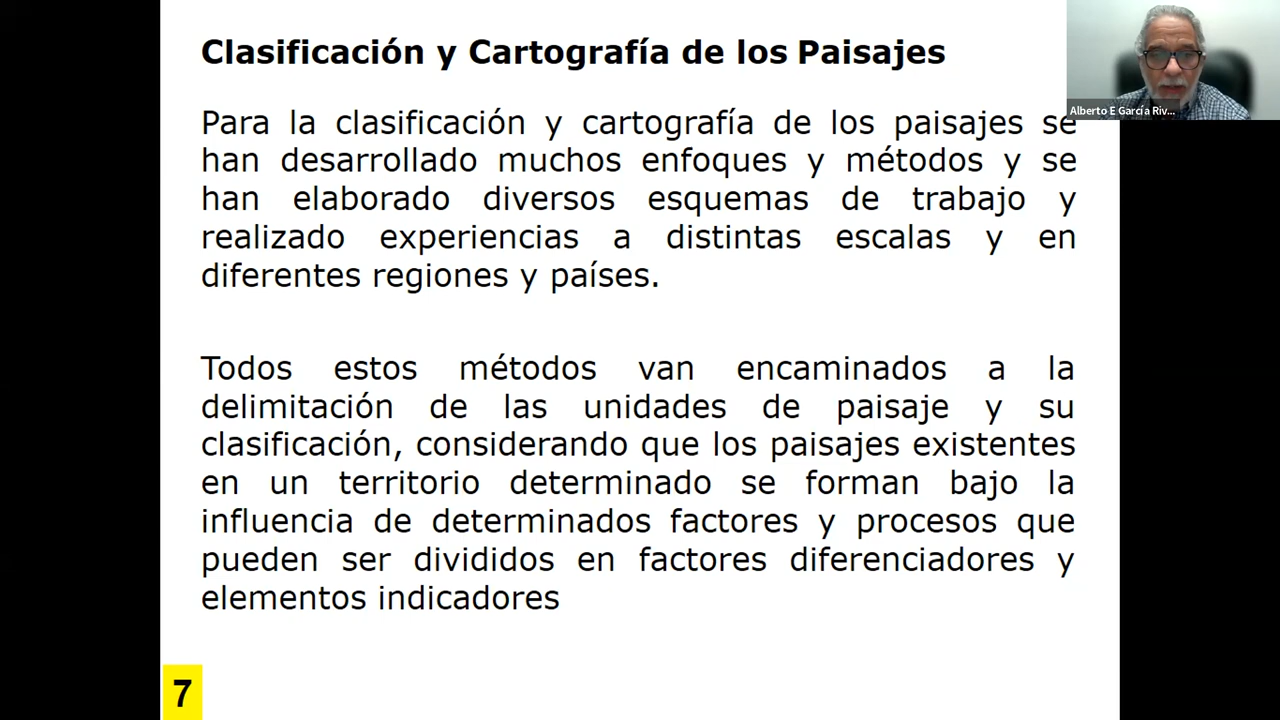 Clasificación y Cartografía de los Paisajes
Alberto E García Riv...
Para la clasificación y cartografía de los paisajes se
han desarrollado muchos enfoques y métodos y se
han elaborado diversos esquemas de trabajo y
realizado experiencias a distintas escalas y en
diferentes regiones y países.
Todos estos métodos van encaminados a la
delimitación de las unidades de paisaje y su
clasificación, considerando que los paisajes existentes
en un territorio determinado se forman bajo la
influencia de determinados factores y procesos que
pueden ser divididos en factores diferenciadores y
elementos indicadores
7